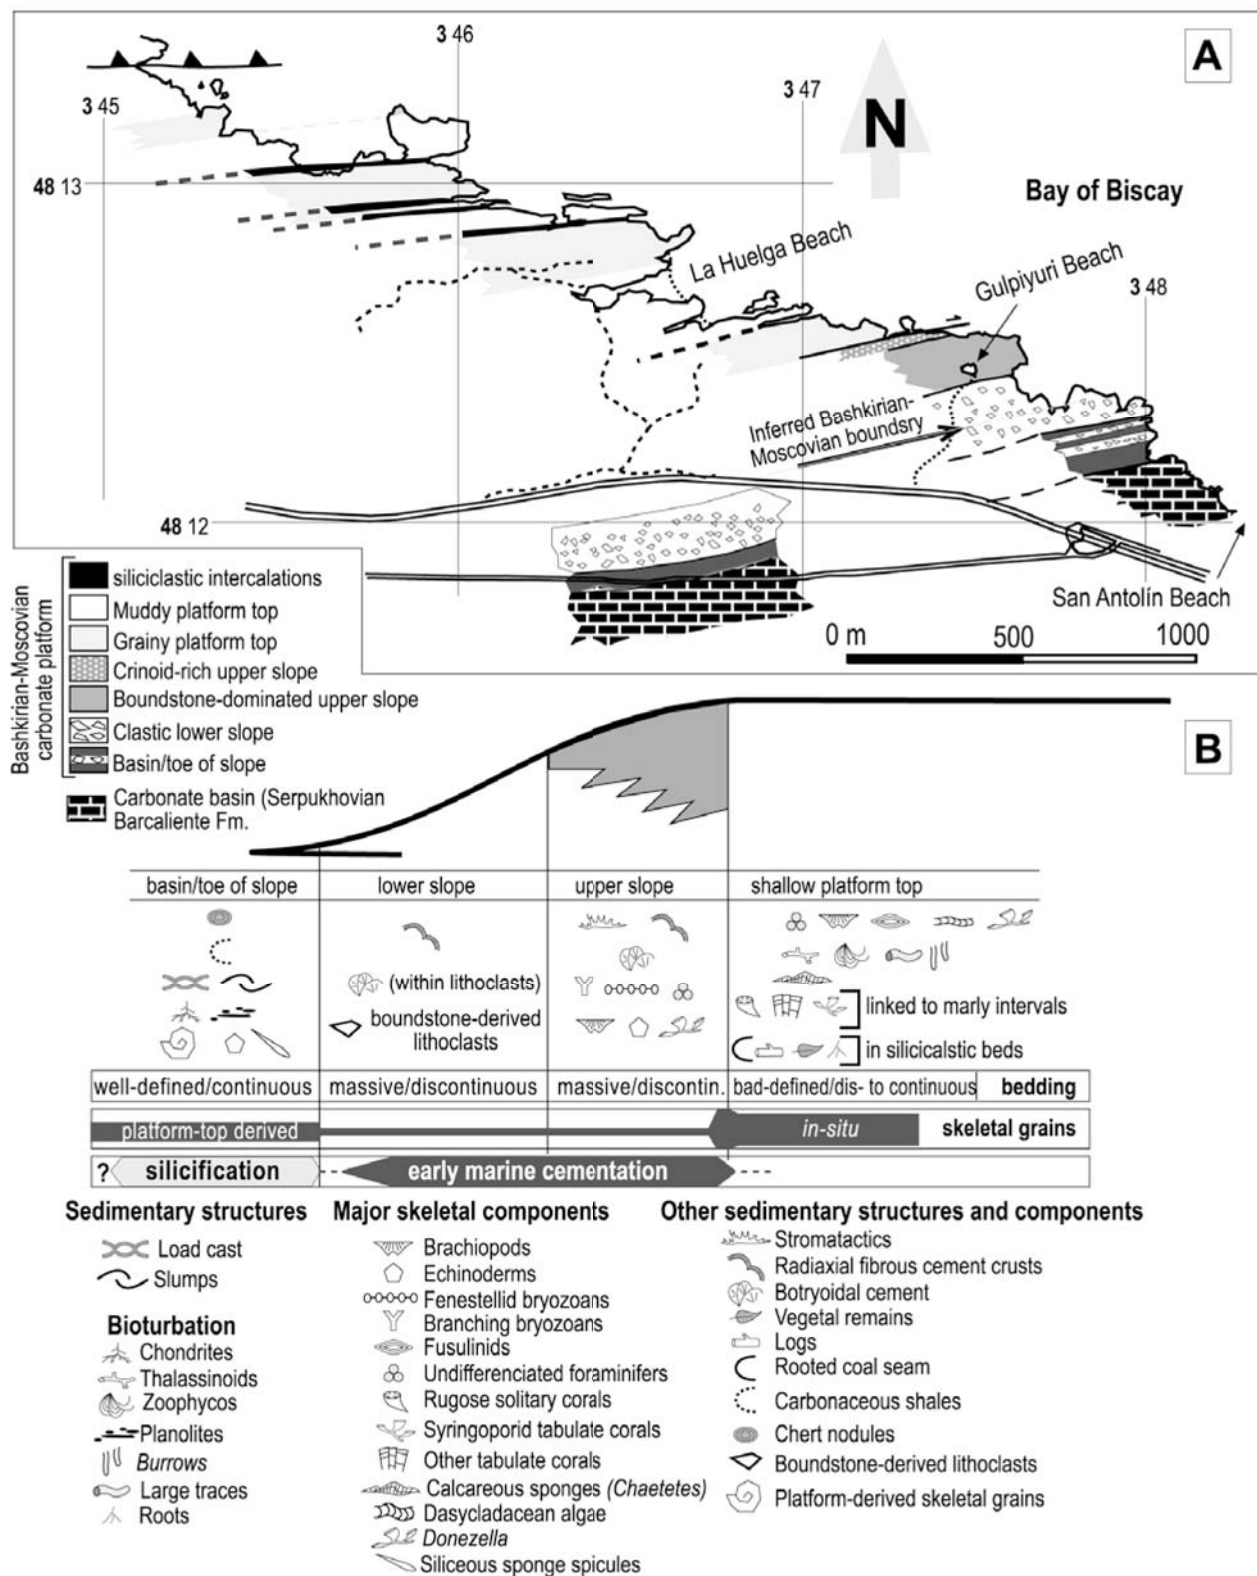 A
3 46
3 45
3 47
N
48 13
Bay of Biscay
La Huelga Beach
Gulpiyuri Beach
3 48
Inferred Bashkirian-
Moscovian boundsry
48 12
San Antolín Beach
0 m 500 1000
Bashkirian-Moscovian
carbonate platform
siliciclastic intercalations
Muddy platform top
Grainy platform top
Crinoid-rich upper slope
Boundstone-dominated upper slope
Clastic lower slope
Basin/toe of slope
Carbonate basin (Serpukhovian
Barcaliente Fm.
B
basin/toe of slope lower slope upper slope shallow platform top
(within lithoclasts)
boundstone-derived
lithoclasts
linked to marly intervals
in silicicalstic beds
well-defined/continuous massive/discontinuous massive/discontin. bad-defined/dis- to continuous bedding
platform-top derived in-situ skeletal grains
? silicification early marine cementation
Sedimentary structures
Load cast
Slumps
Bioturbation
Chondrites
Thalassinoids
Zoophycos
Planolites
Burrows
Large traces
Roots
Major skeletal components
Brachiopods
Echinoderms
Fenestellid bryozoans
Branching bryozoans
Fusulinids
Undifferenciated foraminifers
Rugose solitary corals
Syringoporid tabulate corals
Other tabulate corals
Calcareous sponges (Chaetetes)
Dasycladacean algae
Donezella
Siliceous sponge spicules
Other sedimentary structures and components
Stromatactics
Radiaxial fibrous cement crusts
Botryoidal cement
Vegetal remains
Logs
Rooted coal seam
Carbonaceous shales
Chert nodules
Boundstone-derived lithoclasts
Platform-derived skeletal grains